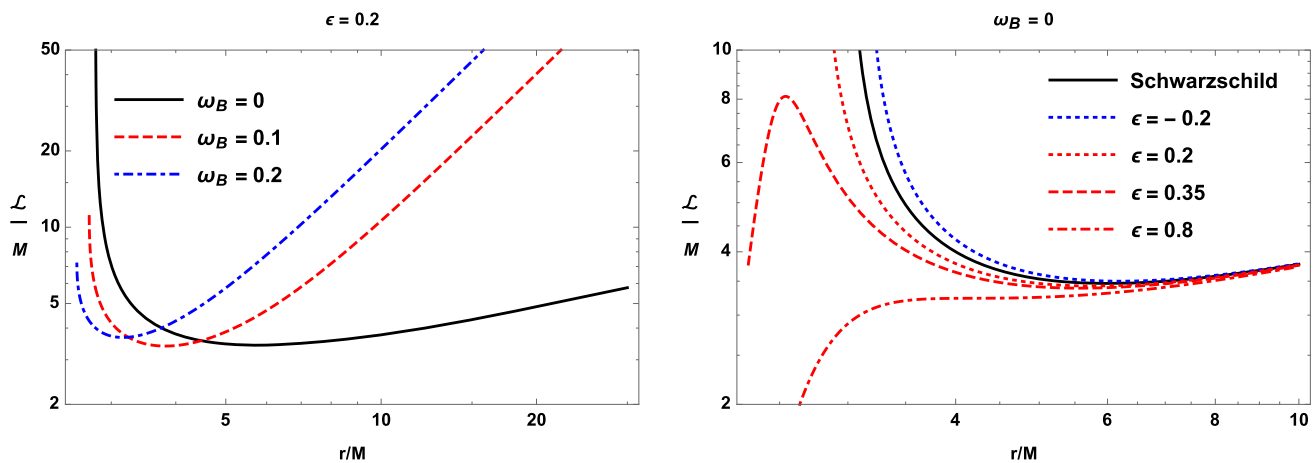 ϵ = 0.2
50
20
10
5
2
ℒ
M
5
10
20
r/M
ω_B = 0
ω_B = 0.1
ω_B = 0.2
ω_B = 0
10
8
6
4
2
ℒ
M
4
6
8
10
r/M
Schwarzschild
ϵ = - 0.2
ϵ = 0.2
ϵ = 0.35
ϵ = 0.8